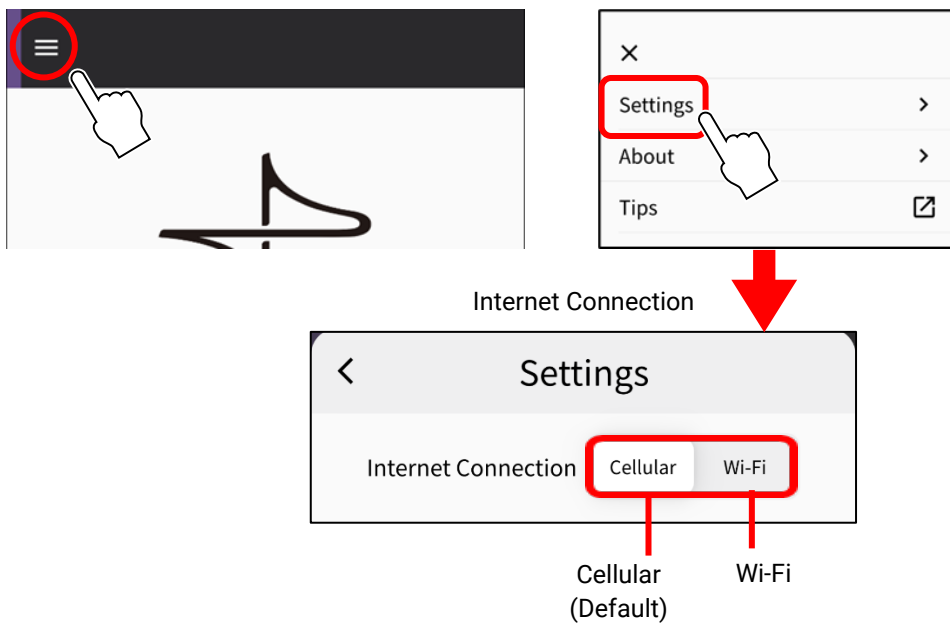 Settings
About
Tips
Internet Connection
Settings
Internet Connection Cellular Wi-Fi
Cellular
(Default)
Wi-Fi